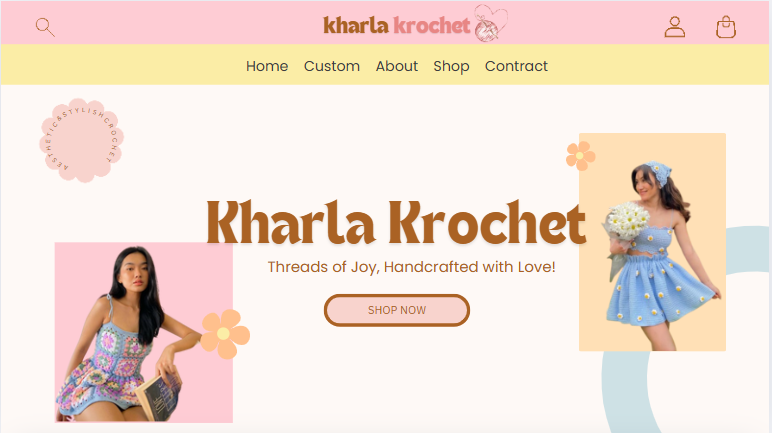 kharla krochet
Home Custom About Shop Contract
AESTHETIC&STYLISHCROCHET
Kharla Krochet
Threads of Joy, Handcrafted with Love!
SHOP NOW